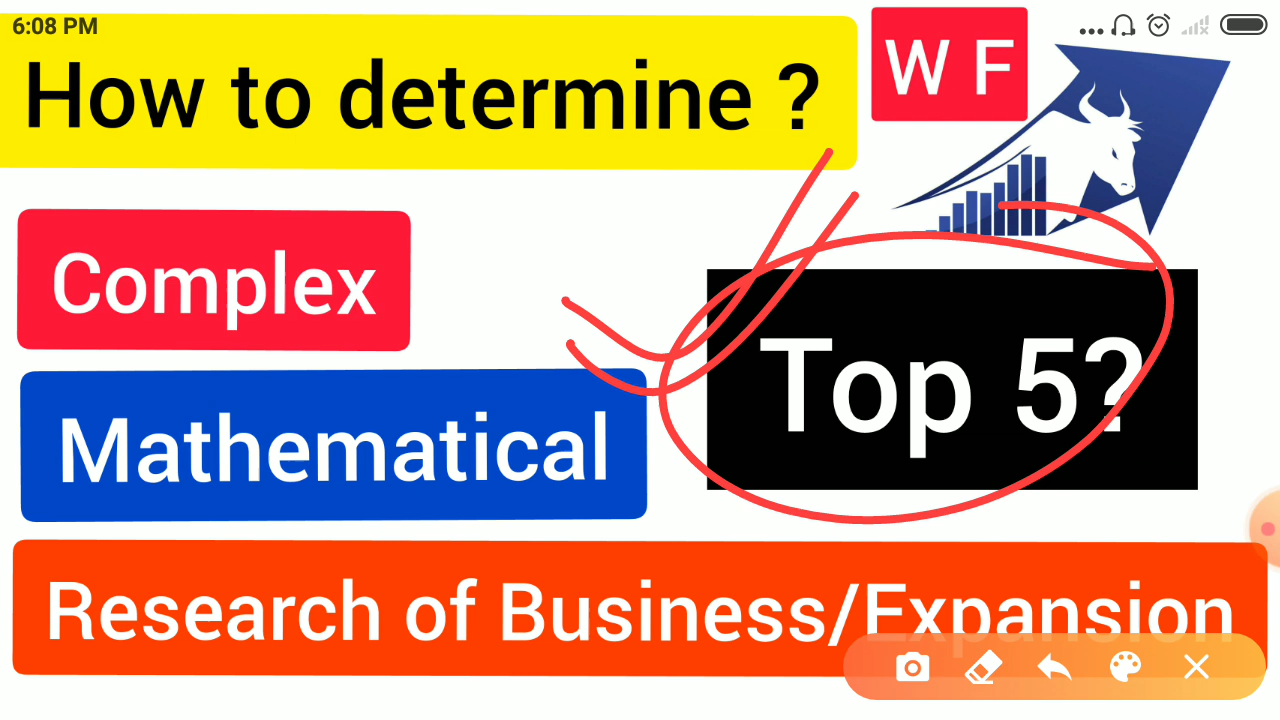 6:08 PM
How to determine ?
W F
Complex
Top 5?
Mathematical
Research of Business/Expansion